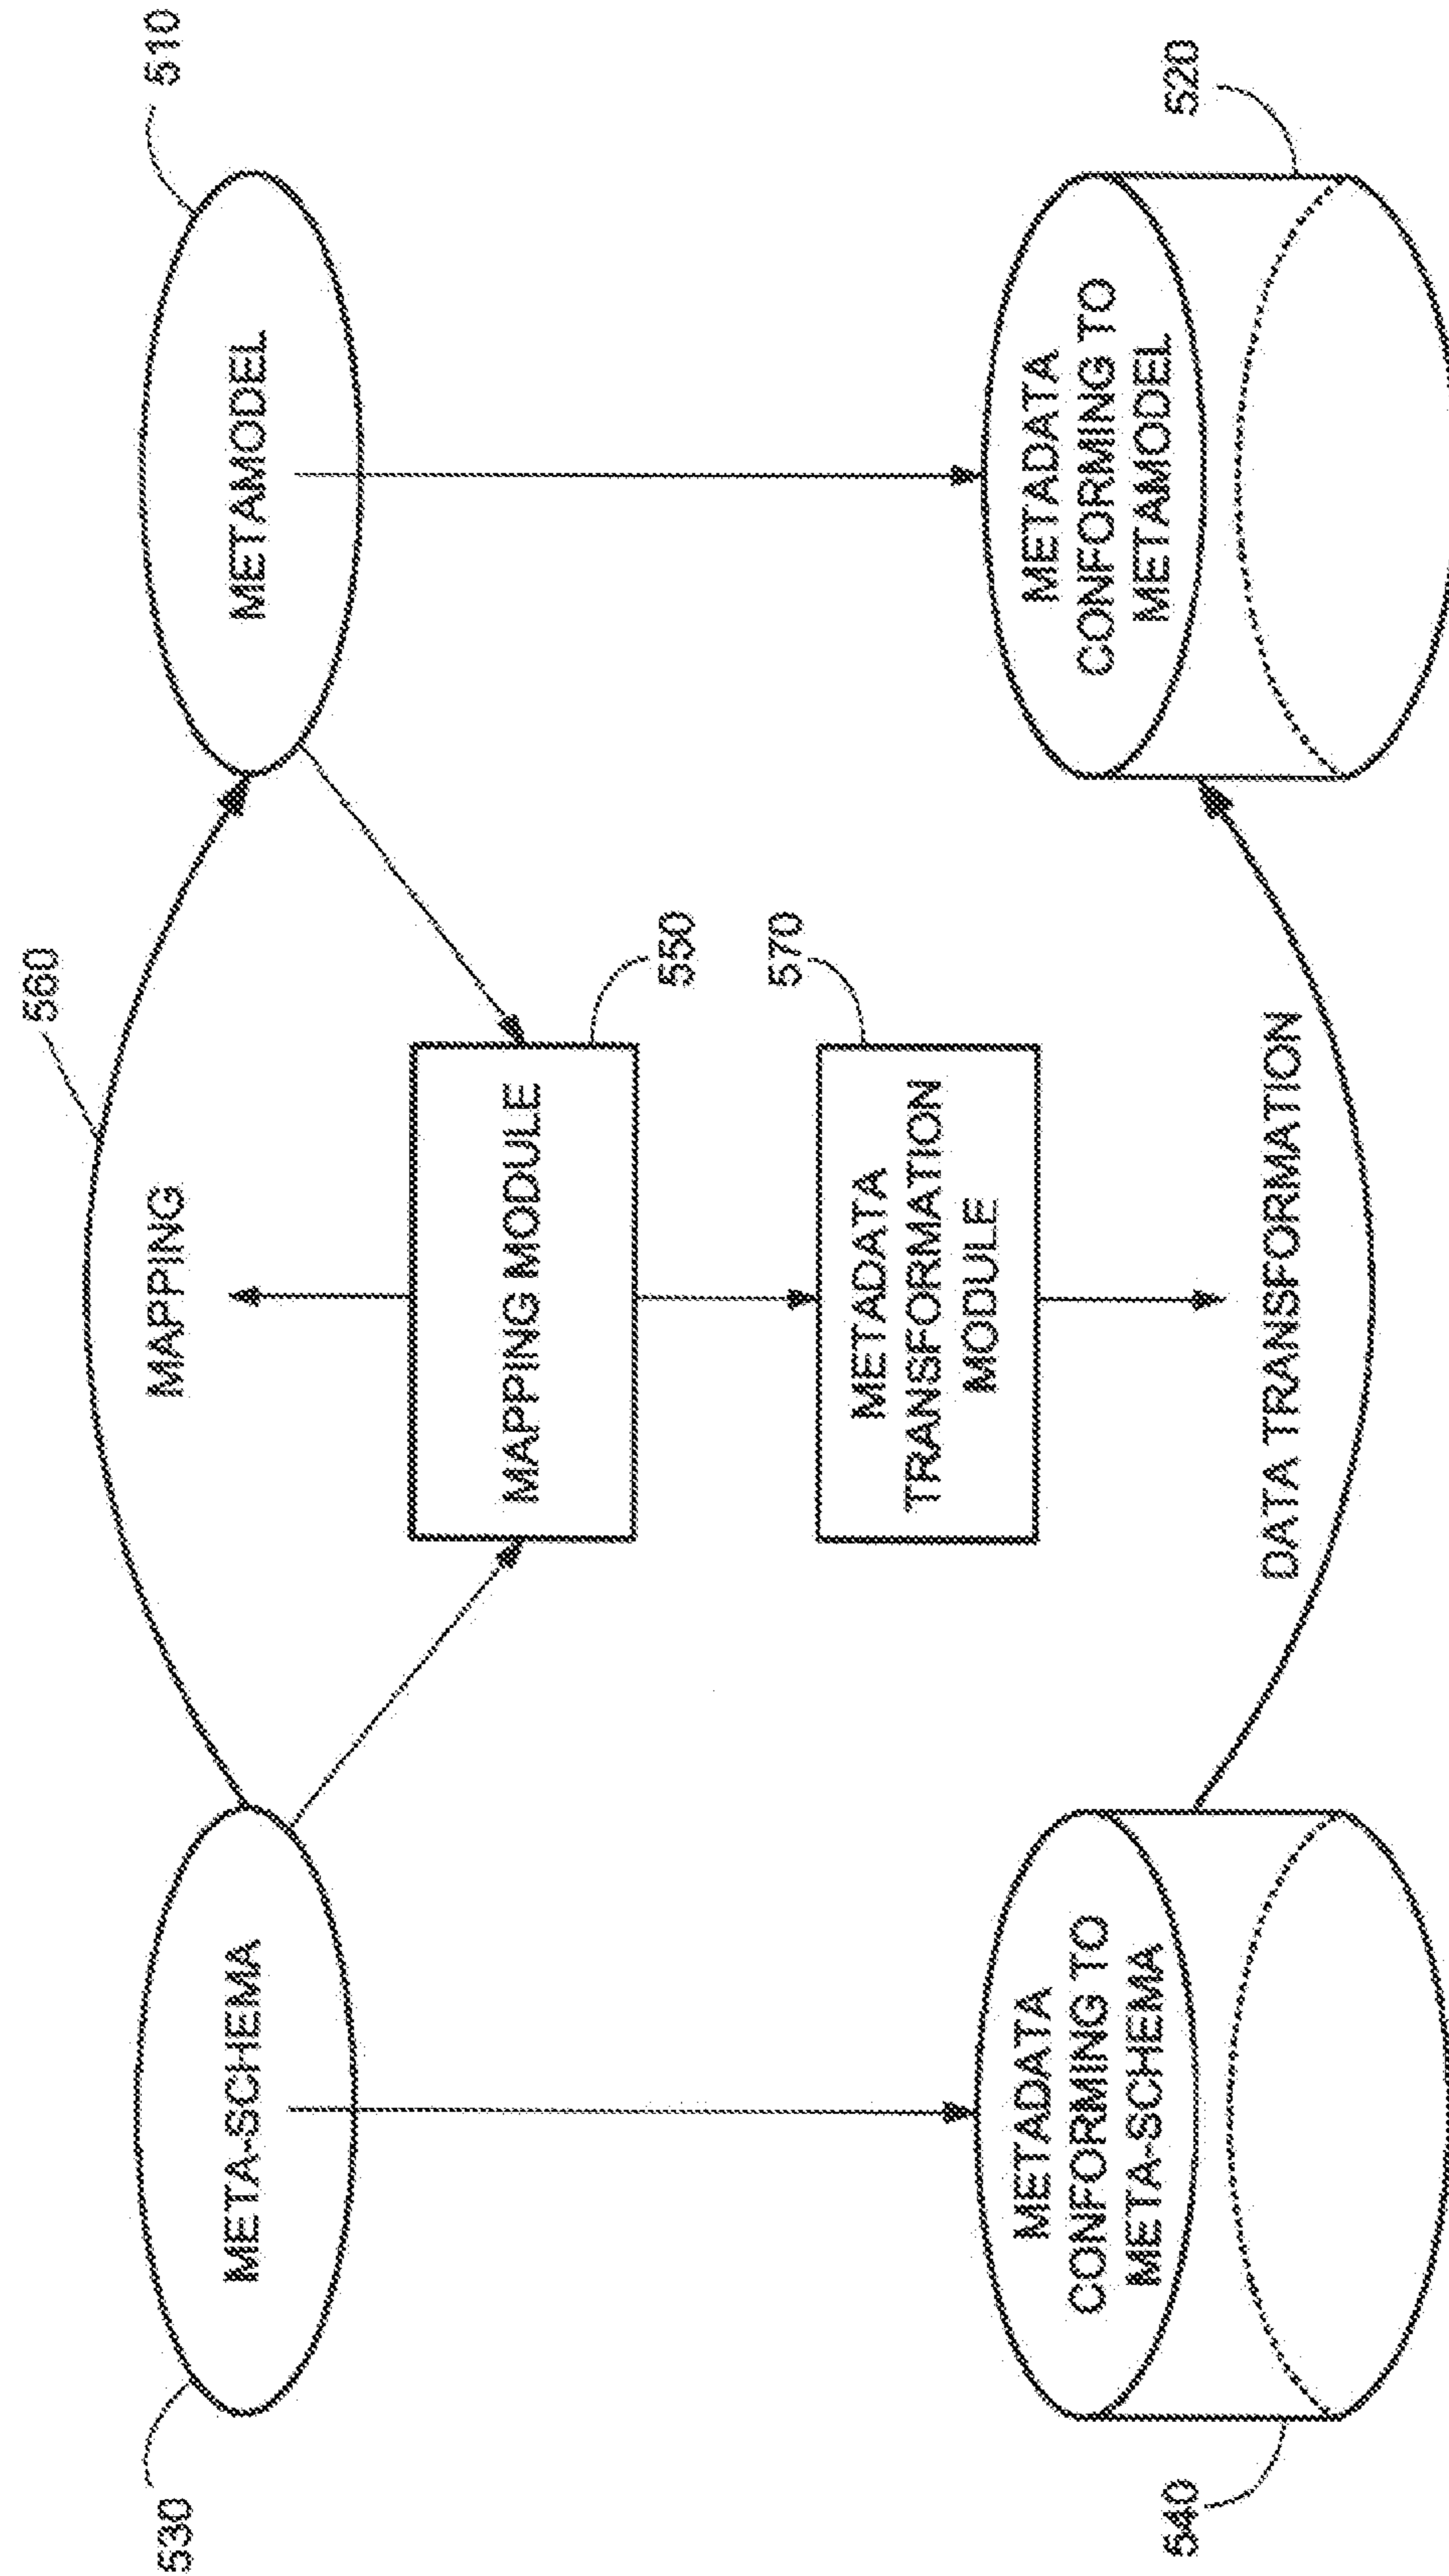 560
510
530
MAPPING
META-SCHEMA
METAMODEL
MAPPING MODULE
550
570
METADATA
TRANSFORMATION
MODULE
METADATA
CONFORMING TO
META-SCHEMA
METADATA
CONFORMING TO
METAMODEL
540
520
DATA TRANSFORMATION